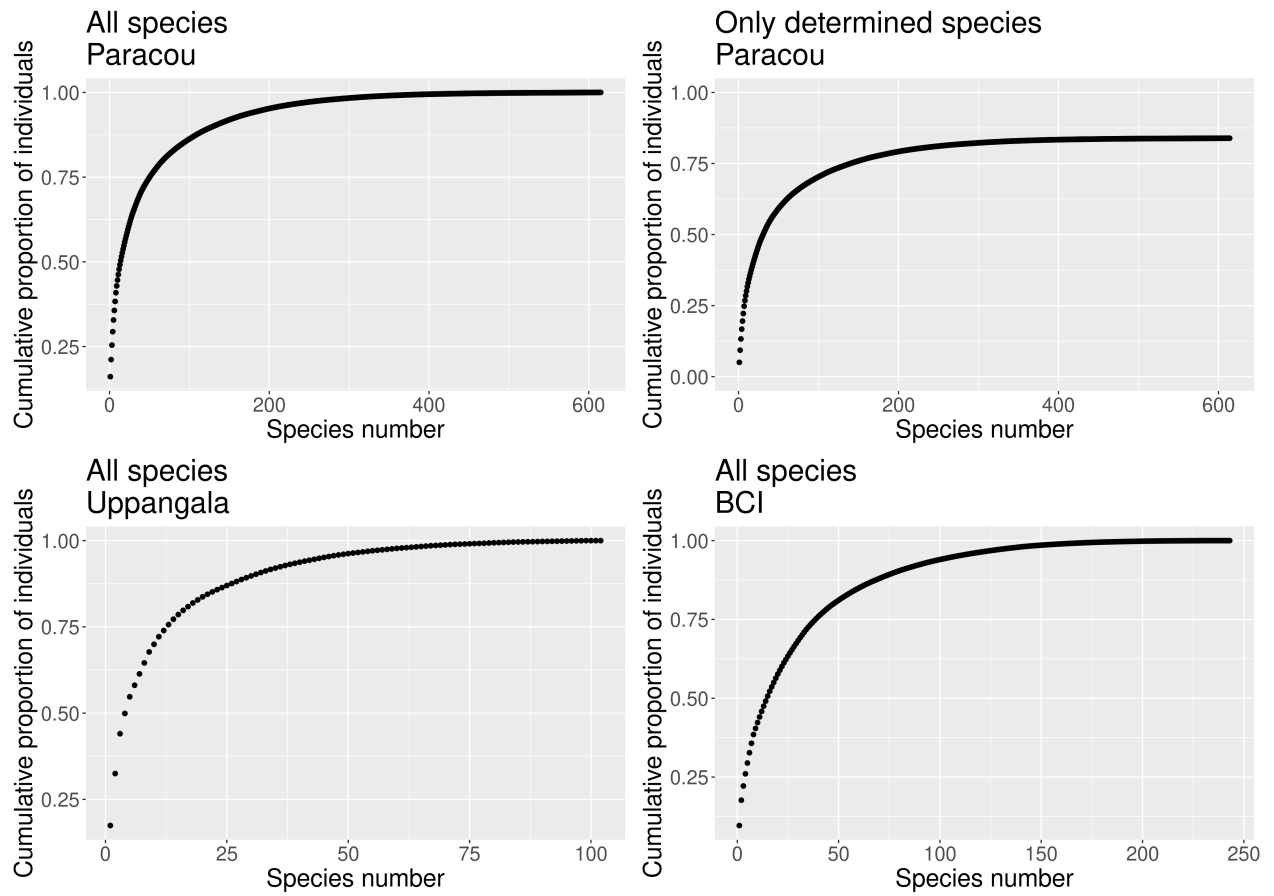 All species
Paracou
Cumulative proportion of individuals
1.00
0.75
0.50
0.25
0
200
400
600
Species number
Only determined species
Paracou
Cumulative proportion of individuals
1.00
0.75
0.50
0.25
0.00
0
200
400
600
Species number
All species
Uppangala
Cumulative proportion of individuals
1.00
0.75
0.50
0.25
0
25
50
75
100
Species number
All species
BCI
Cumulative proportion of individuals
1.00
0.75
0.50
0.25
0
50
100
150
200
250
Species number